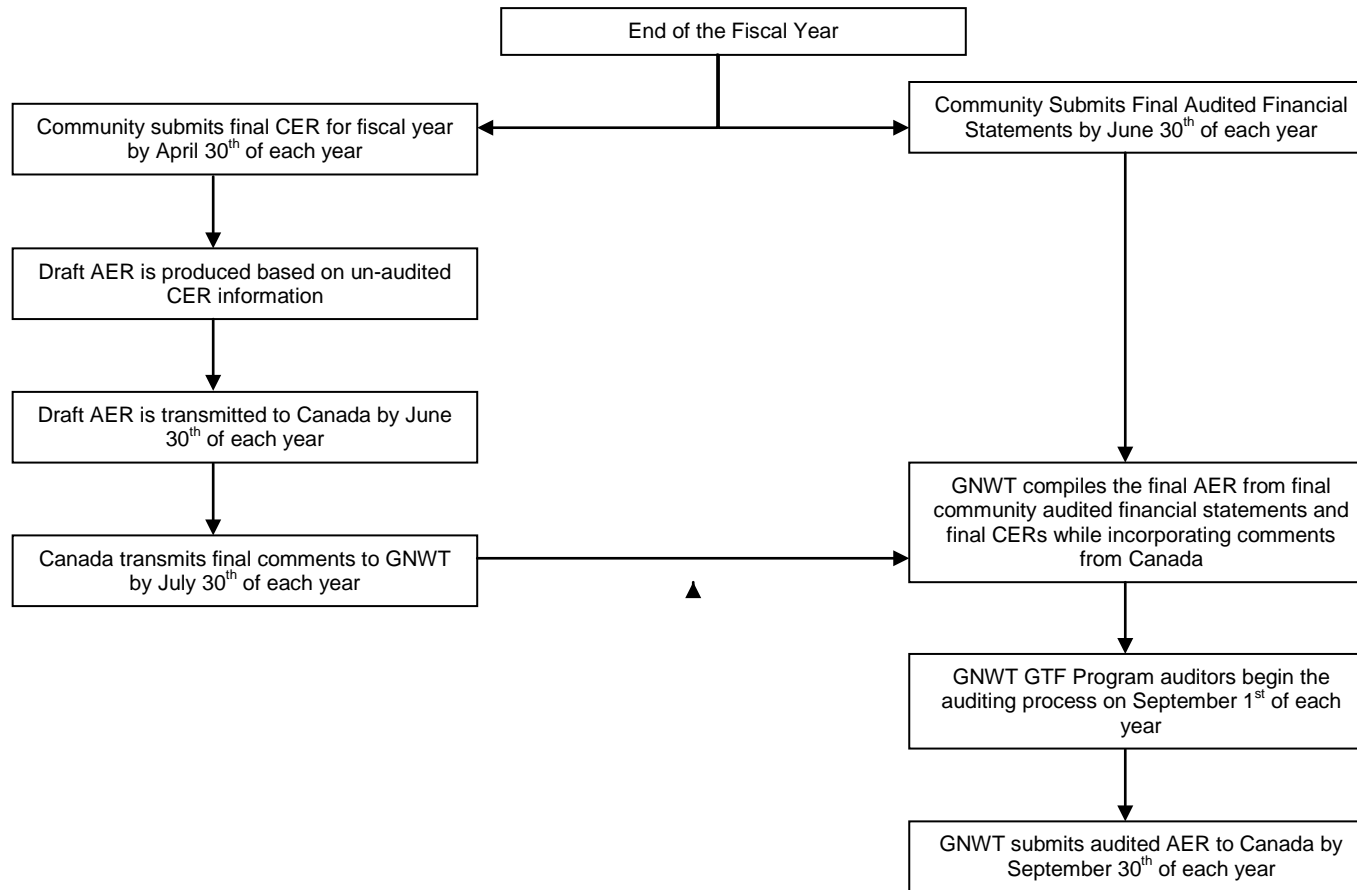 End of the Fiscal Year
Community submits final CER for fiscal year
by April 30th of each year
Community Submits Final Audited Financial
Statements by June 30th of each year
Draft AER is produced based on un-audited
CER information
Draft AER is transmitted to Canada by June
30th of each year
Canada transmits final comments to GNWT
by July 30th of each year
GNWT compiles the final AER from final
community audited financial statements and
final CERs while incorporating comments
from Canada
GNWT GTF Program auditors begin the
auditing process on September 1st of each
year
GNWT submits audited AER to Canada by
September 30th of each year